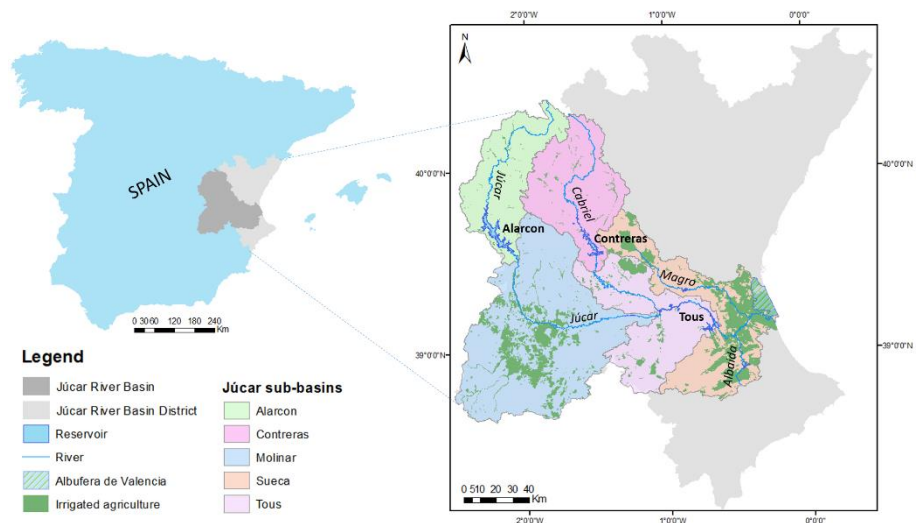 SPAIN
0 30 60 120 180 240
Km
Legend
Júcar River Basin
Júcar River Basin District
Reservoir
River
Albufera de Valencia
Irrigated agriculture
Júcar sub-basins
Alarcon
Contreras
Molinar
Sueca
Tous
2°0'0"W 1°0'0"W 0°0'0"
N
40°0'0"N 40°0'0"N
Júcar
Cabriel
Alarcon
Contreras
Magro
Júcar
Tous
Albaida
39°0'0"N 39°0'0"N
0 5 10 20 30 40
Km
2°0'0"W 1°0'0"W 0°0'0"